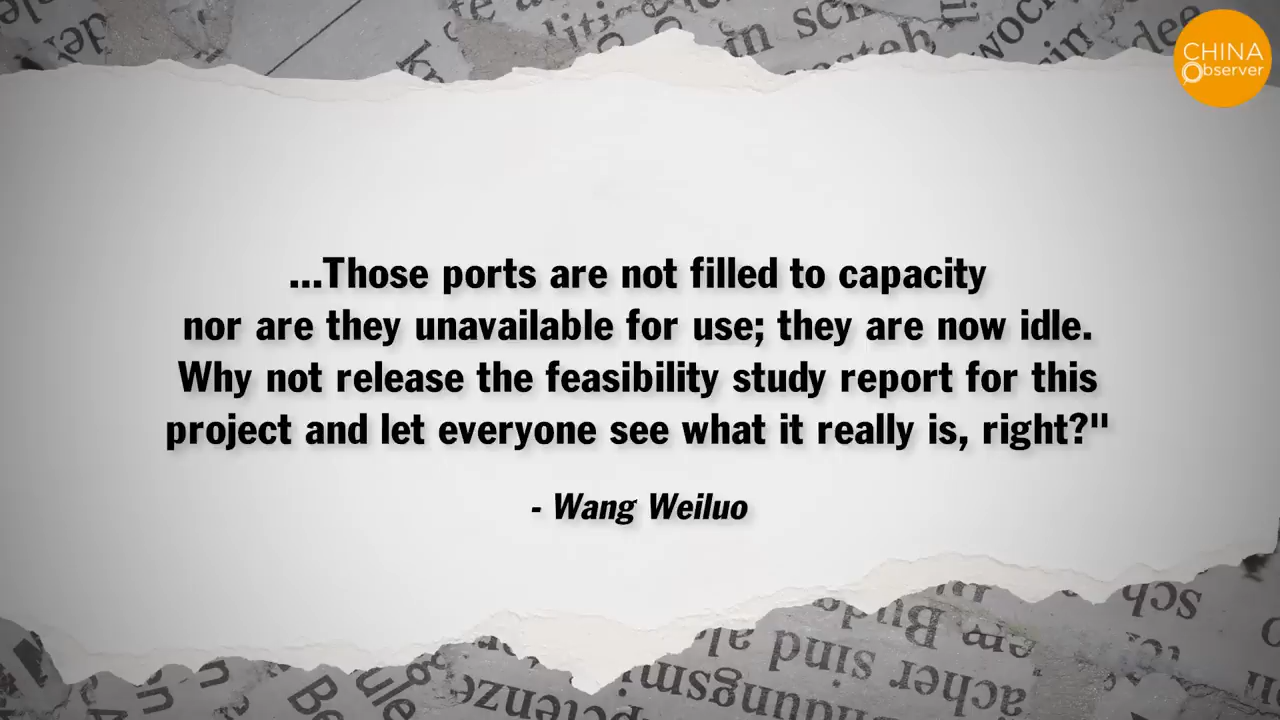 CHINA
Observer
...Those ports are not filled to capacity
nor are they unavailable for use; they are now idle.
Why not release the feasibility study report for this
project and let everyone see what it really is, right?"
- Wang Weiluo